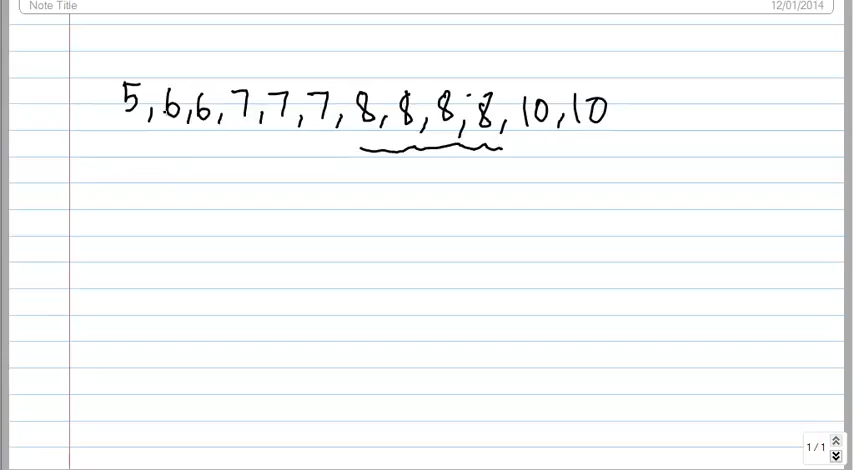 Note Title
12/01/2014
5, 6, 6, 7, 7, 7, 8, 8, 8, 8, 10, 10
1 / 1